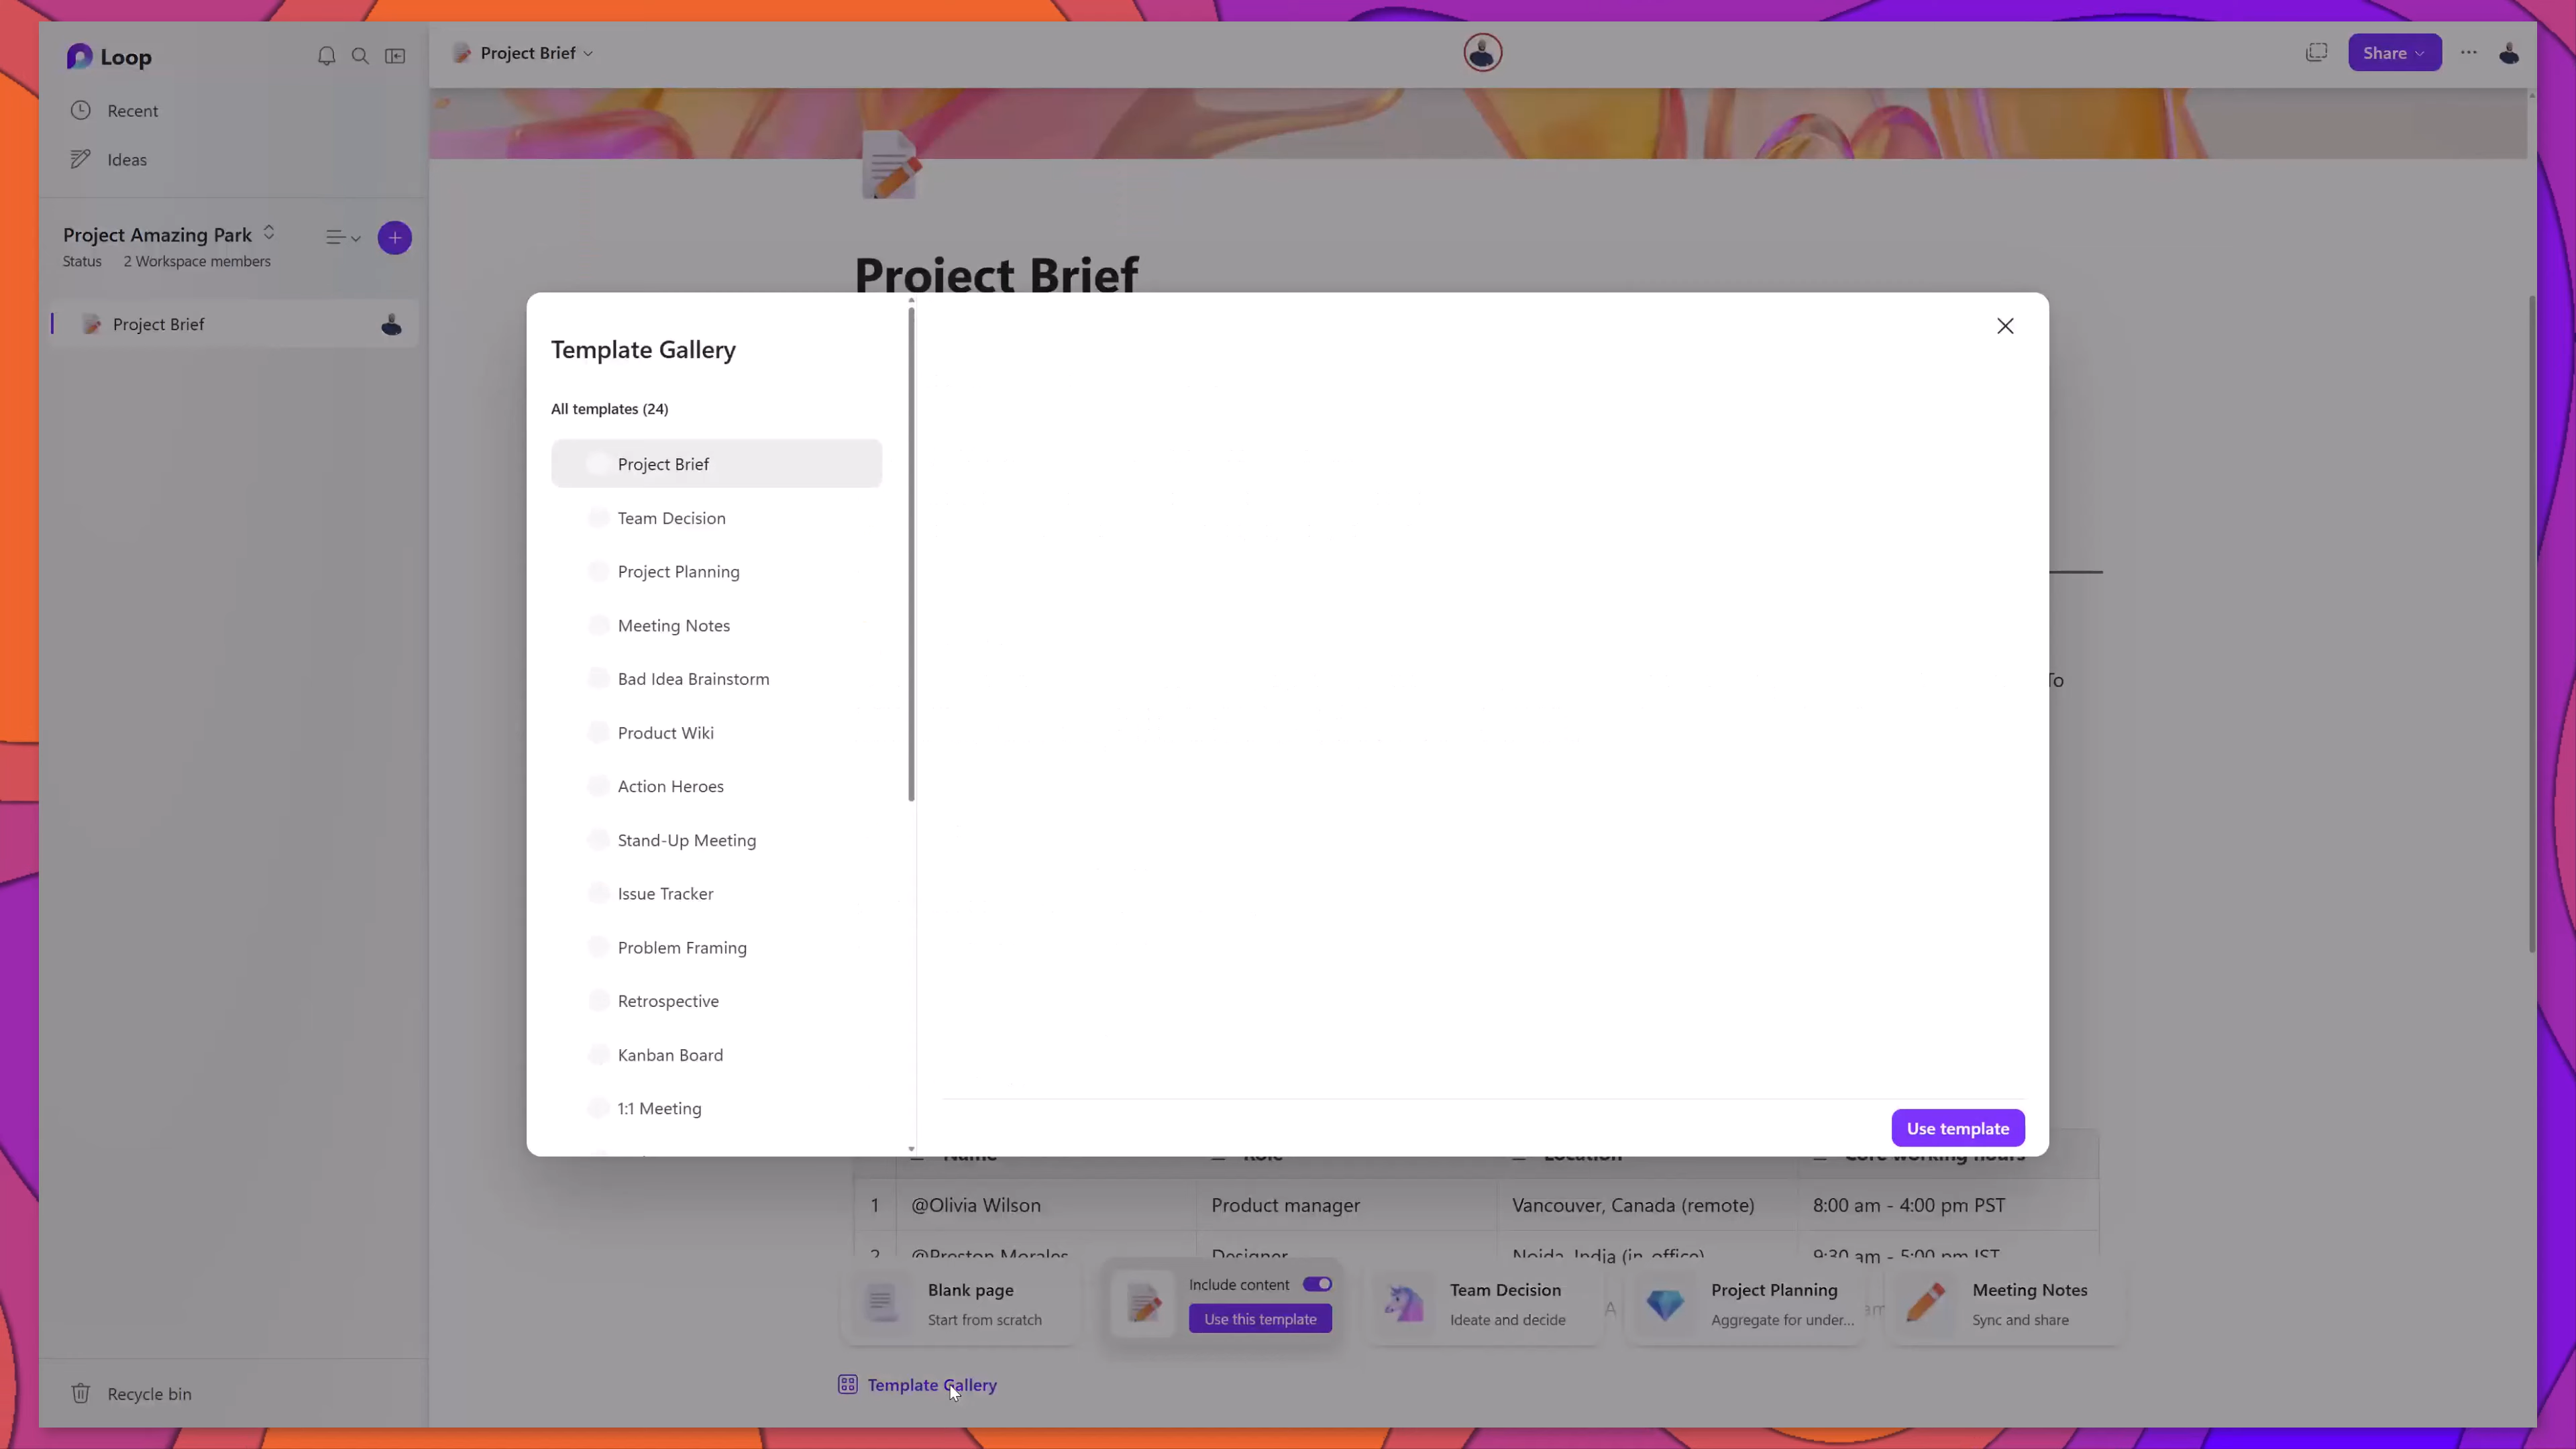 Loop
Recent
Ideas
Project Amazing Park
Status 2 Workspace members
Project Brief
Recycle bin
Project Brief
Share
Project Brief
Template Gallery
All templates (24)
Project Brief
Team Decision
Project Planning
Meeting Notes
Bad Idea Brainstorm
Product Wiki
Action Heroes
Stand-Up Meeting
Issue Tracker
Problem Framing
Retrospective
Kanban Board
1:1 Meeting
Use template
To
Name Role Location Core working hours
1 @Olivia Wilson Product manager Vancouver, Canada (remote) 8:00 am - 4:00 pm PST
2 @Preston Morales Designer Noida, India (in-office) 9:30 am - 5:00 pm IST
Blank page
Start from scratch
Include content
Use this template
Team Decision
Ideate and decide
Project Planning
Aggregate for under...
Meeting Notes
Sync and share
Template Gallery